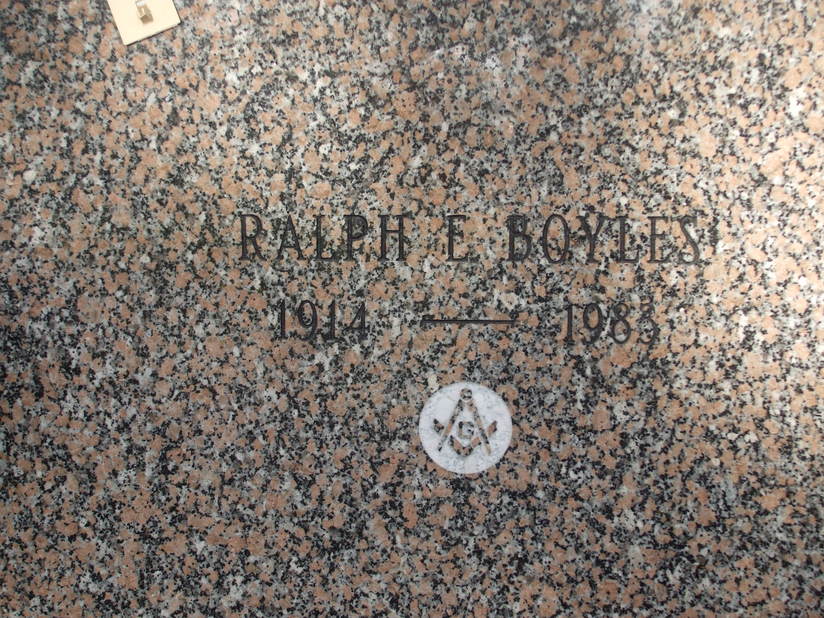 RALPH E BOYLES
1914 — 1983
G